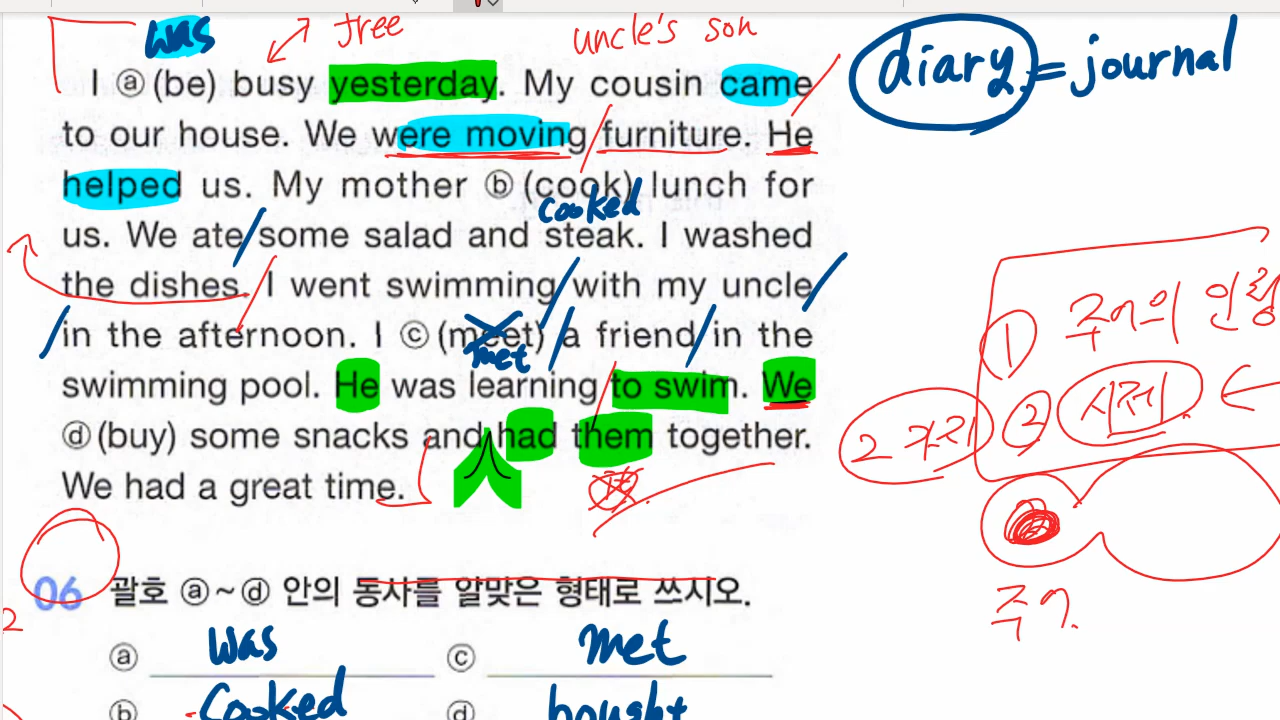 was free uncle's son
diary = journal
I ⓐ (be) busy yesterday. My cousin came
to our house. We were moving furniture. He
helped us. My mother ⓑ (cook) lunch for
cooked
us. We ate some salad and steak. I washed
the dishes. I went swimming with my uncle
in the afternoon. I ⓒ (meet) a friend in the
met
swimming pool. He was learning to swim. We
ⓓ (buy) some snacks and had them together.
We had a great time.
① 주어의 인칭
2가지 ② 시제
주어
06 괄호 ⓐ~ⓓ 안의 동사를 알맞은 형태로 쓰시오.
ⓐ was ⓒ met
ⓑ cooked ⓓ bought